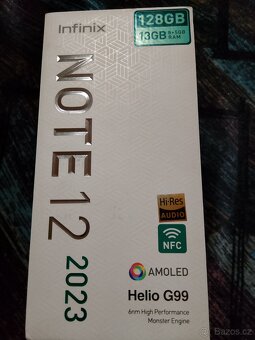 Infinix
128GB
13GB 8+5GB RAM
NOTE 12 2023
Hi-Res
AUDIO
NFC
AMOLED
Helio G99
6nm High Performance
Monster Engine
© Bazoš.cz